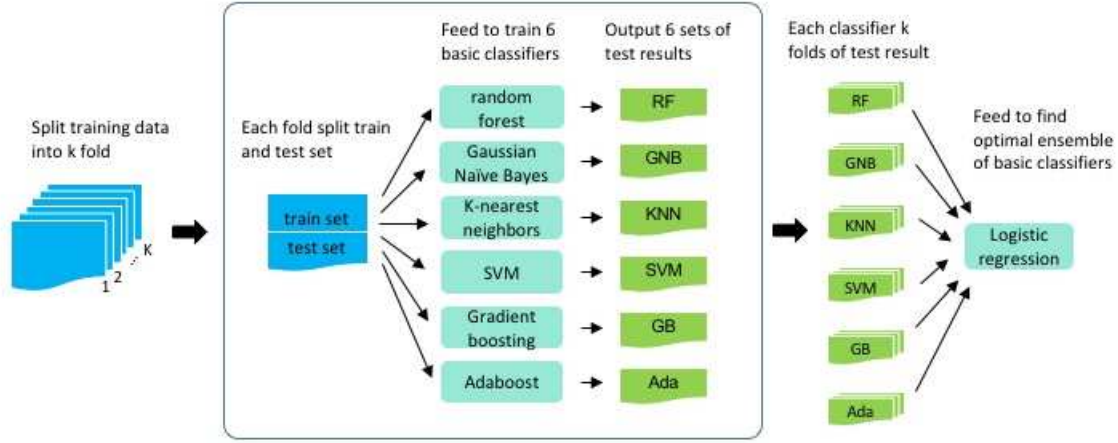 Split training data
into k fold
1
2
...
K
Each fold split train
and test set
train set
test set
Feed to train 6
basic classifiers
random
forest
Gaussian
Naïve Bayes
K-nearest
neighbors
SVM
Gradient
boosting
Adaboost
Output 6 sets of
test results
RF
GNB
KNN
SVM
GB
Ada
Each classifier k
folds of test result
RF
GNB
KNN
SVM
GB
Ada
Feed to find
optimal ensemble
of basic classifiers
Logistic
regression